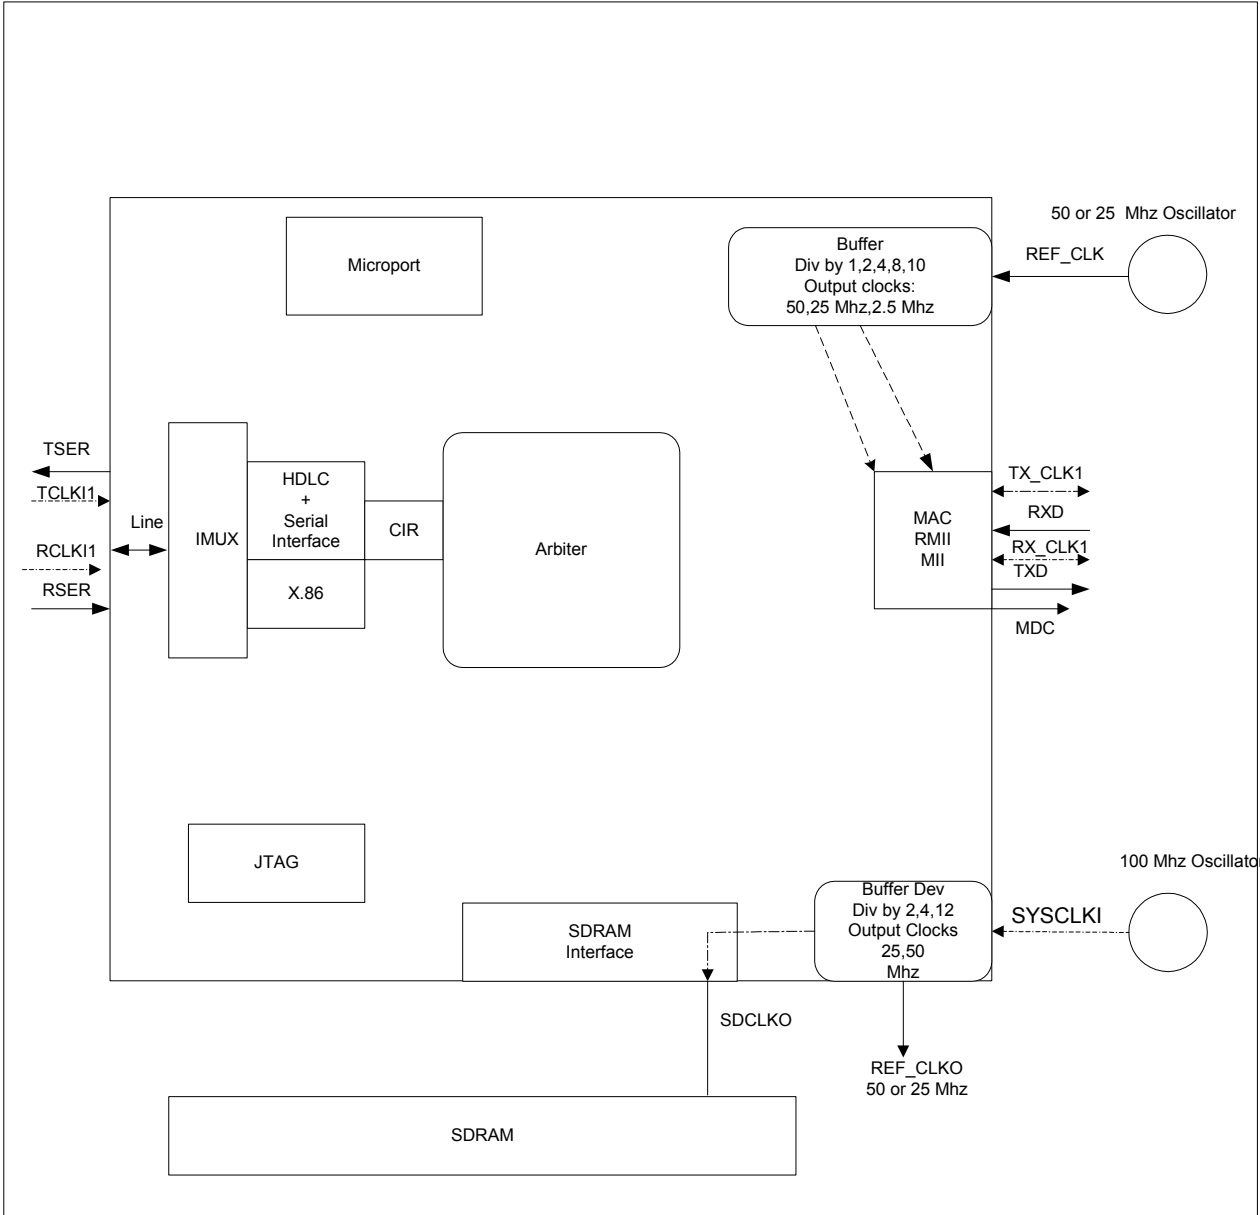 50 or 25 Mhz Oscillator
REF_CLK
Buffer
Div by 1,2,4,8,10
Output clocks:
50,25 Mhz,2.5 Mhz
Microport
TSER
TCLKI1
Line
RCLKI1
RSER
IMUX
HDLC
+
Serial
Interface
X.86
CIR
Arbiter
MAC
RMII
MII
TX_CLK1
RXD
RX_CLK1
TXD
MDC
JTAG
SDRAM
Interface
Buffer Dev
Div by 2,4,12
Output Clocks
25,50
Mhz
100 Mhz Oscillator
SYSCLKI
SDCLKO
REF_CLKO
50 or 25 Mhz
SDRAM